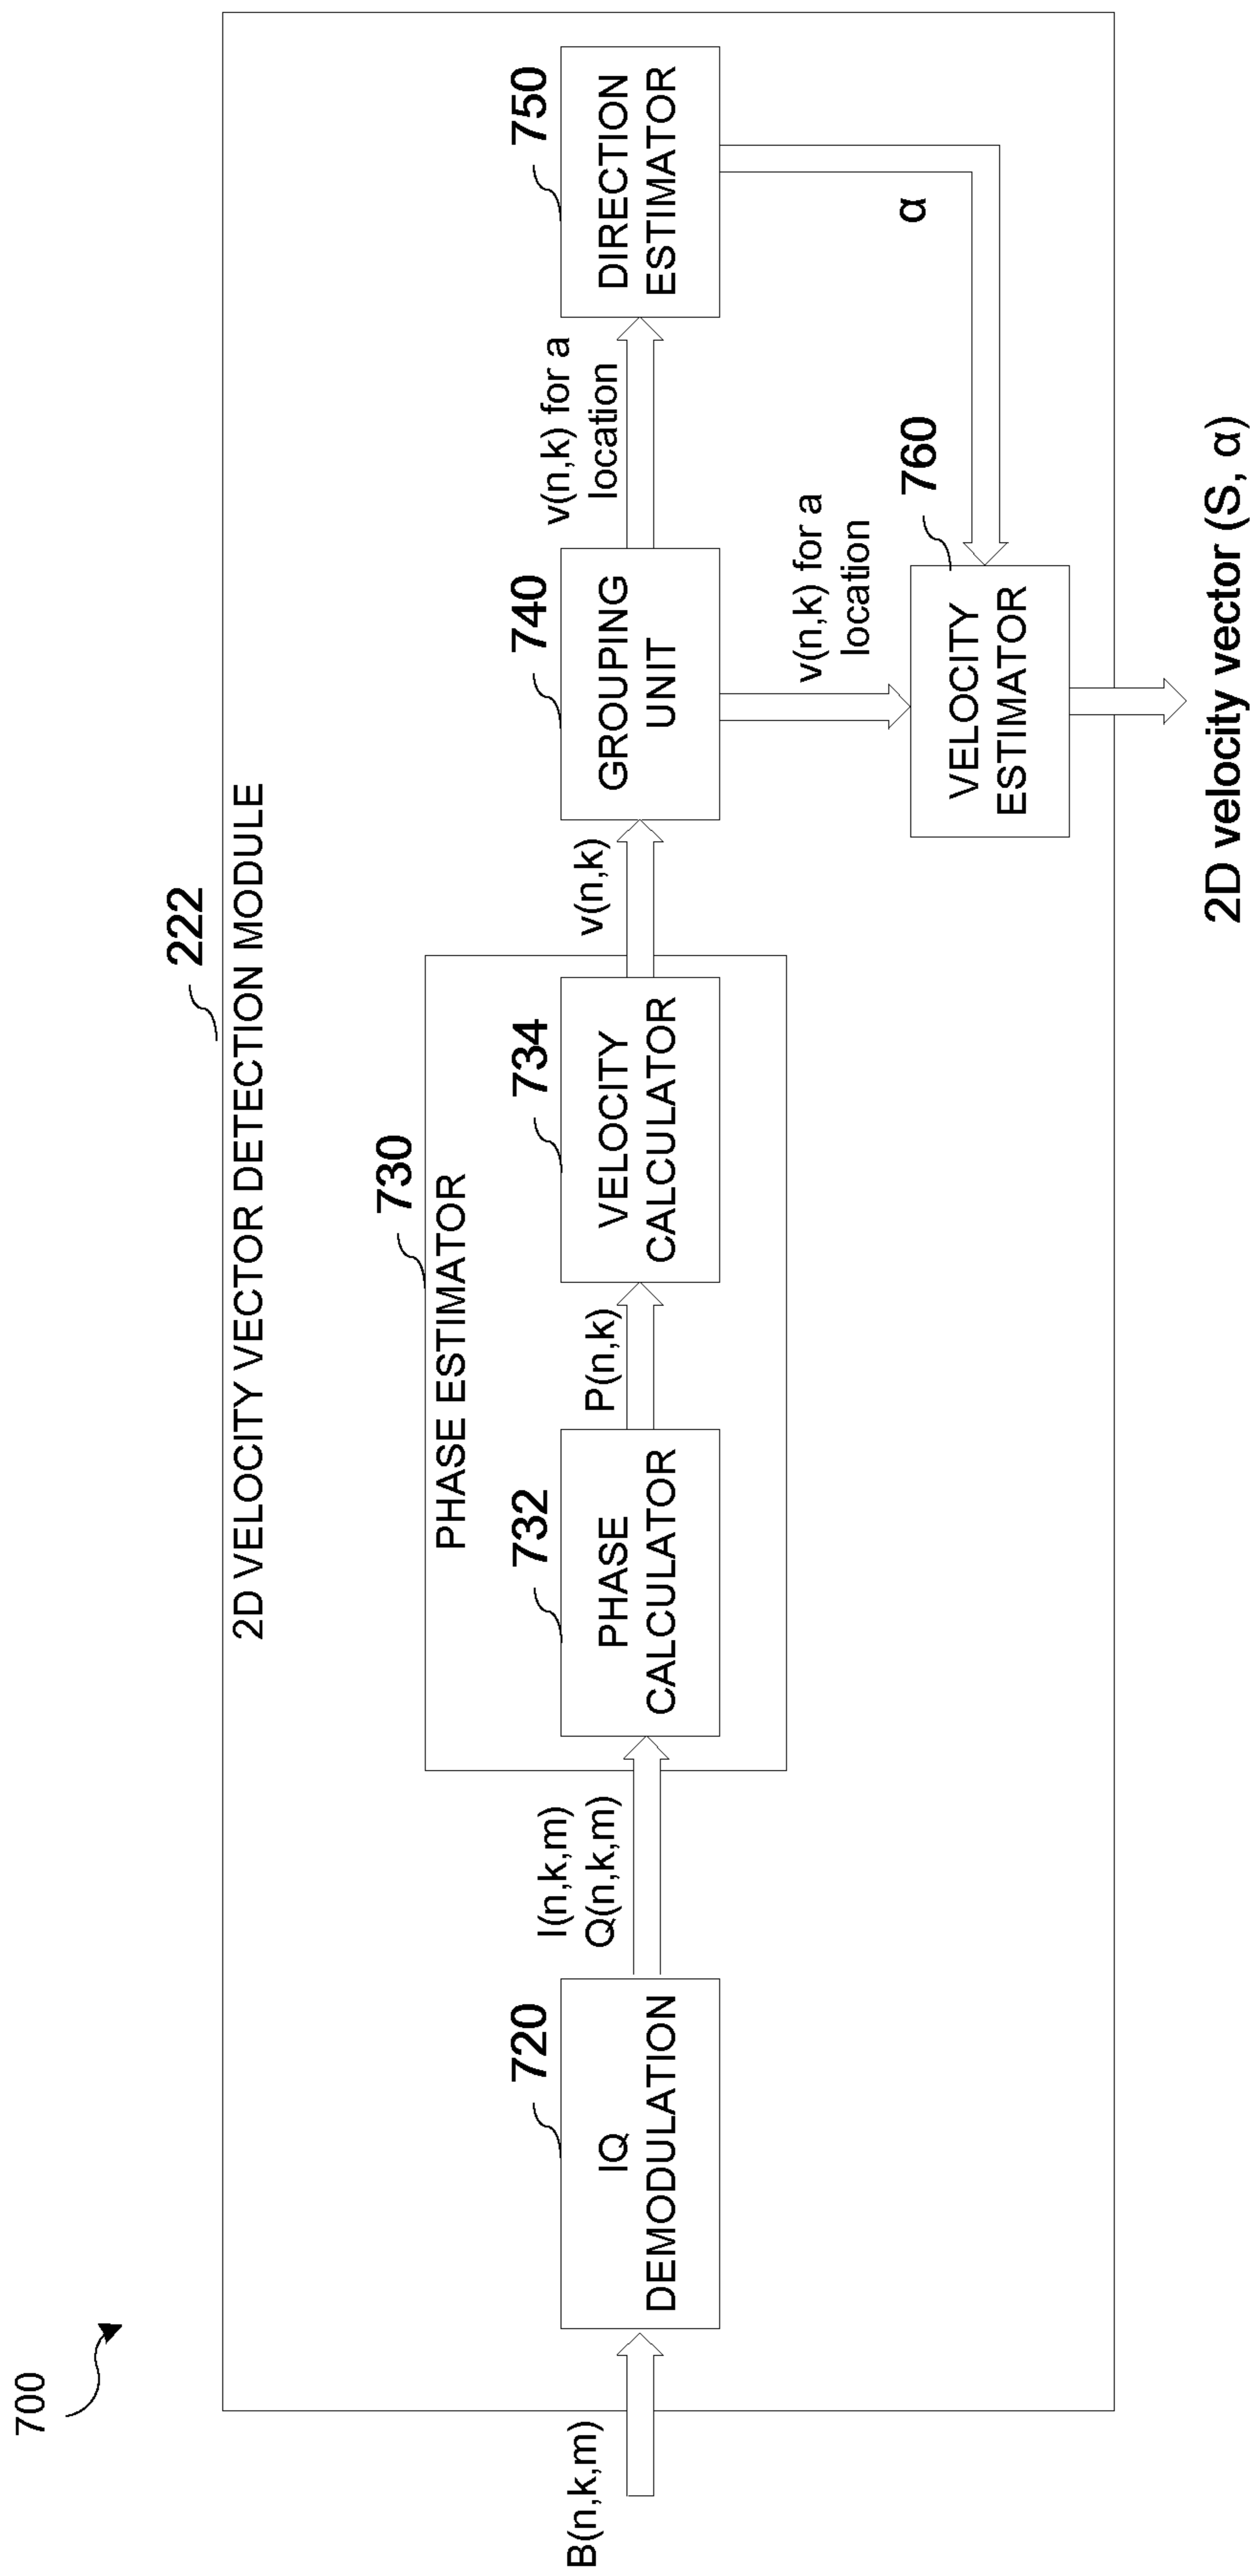 700
222
2D VELOCITY VECTOR DETECTION MODULE
B(n,k,m)
720
IQ
DEMODULATION
I(n,k,m)
Q(n,k,m)
730
PHASE ESTIMATOR
732
PHASE
CALCULATOR
P(n,k)
734
VELOCITY
CALCULATOR
v(n,k)
740
GROUPING
UNIT
v(n,k) for a
location
750
DIRECTION
ESTIMATOR
v(n,k) for a
location
760
VELOCITY
ESTIMATOR
α
2D velocity vector (S, α)